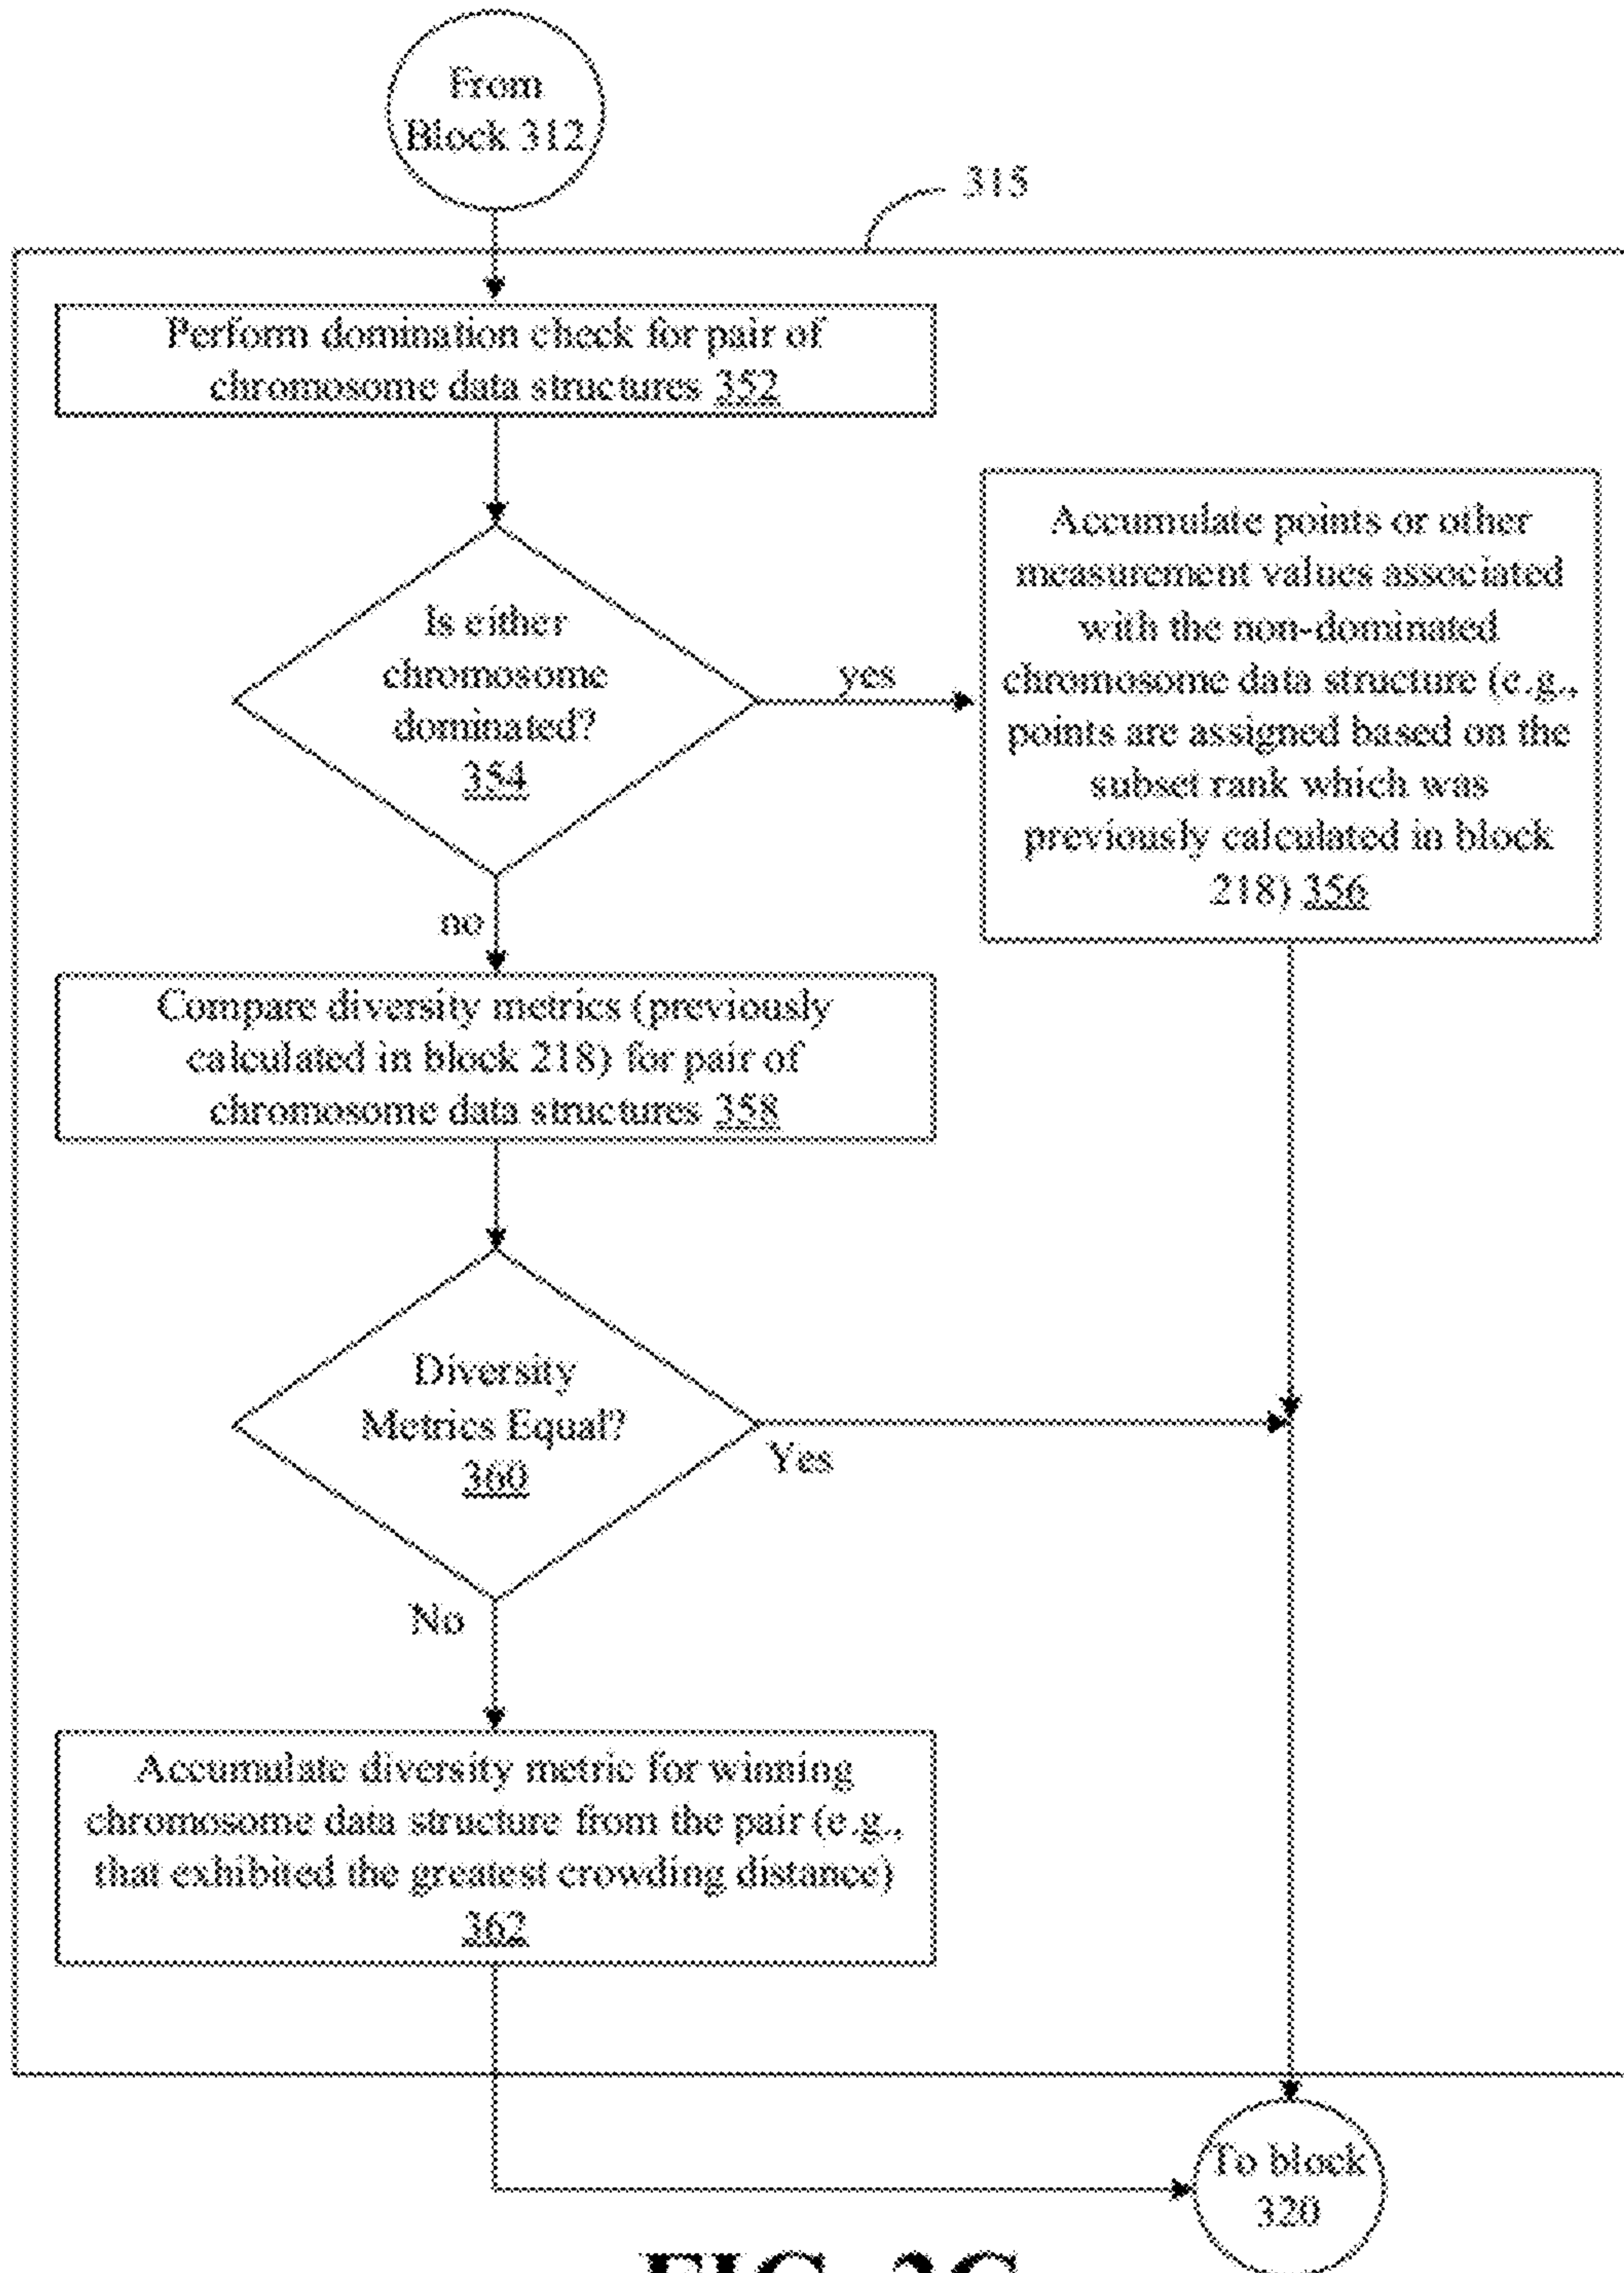 From
Block 312
315
Perform domination check for pair of
chromosome data structures 352
Is either
chromosome
dominated?
354
yes
Accumulate points or other
measurement values associated
with the non-dominated
chromosome data structure (e.g.,
points are assigned based on the
subset rank which was
previously calculated in block
218) 356
no
Compare diversity metrics (previously
calculated in block 218) for pair of
chromosome data structures 358
Diversity
Metrics Equal?
360
Yes
No
Accumulate diversity metric for winning
chromosome data structure from the pair (e.g.,
that exhibited the greatest crowding distance)
362
To block
320